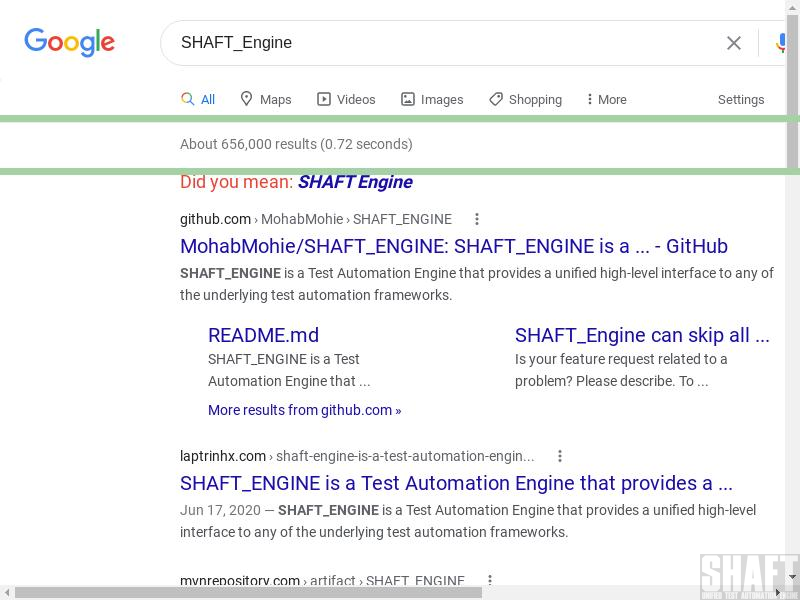 Google
SHAFT_Engine
All Maps Videos Images Shopping More Settings
About 656,000 results (0.72 seconds)
Did you mean: SHAFT Engine
github.com › MohabMohie › SHAFT_ENGINE
MohabMohie/SHAFT_ENGINE: SHAFT_ENGINE is a ... - GitHub
SHAFT_ENGINE is a Test Automation Engine that provides a unified high-level interface to any of
the underlying test automation frameworks.
README.md
SHAFT_ENGINE is a Test
Automation Engine that ...
SHAFT_Engine can skip all ...
Is your feature request related to a
problem? Please describe. To ...
More results from github.com »
laptrinhx.com › shaft-engine-is-a-test-automation-engin...
SHAFT_ENGINE is a Test Automation Engine that provides a ...
Jun 17, 2020 — SHAFT_ENGINE is a Test Automation Engine that provides a unified high-level
interface to any of the underlying test automation frameworks.
mvnrepository.com › artifact › SHAFT_ENGINE
SHAFT
UNIFIED TEST AUTOMATION ENGINE